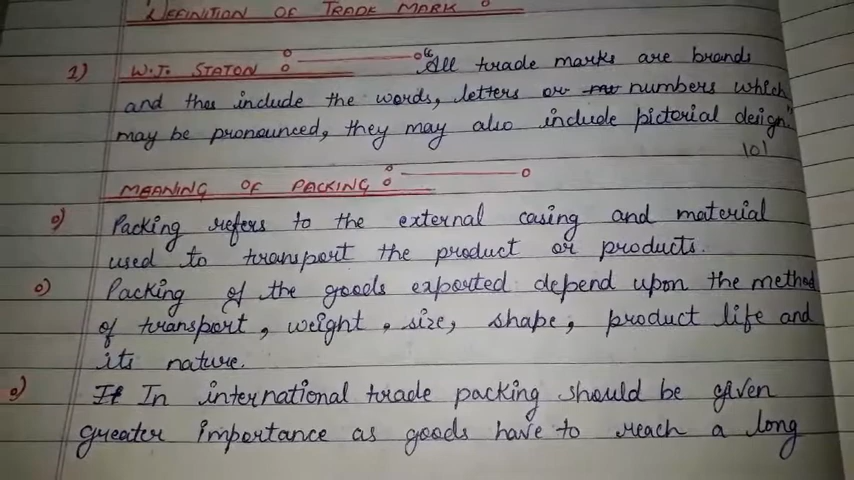 DEFINITION OF TRADE MARK :
1) W.J. STATON : "All trade marks are brands
and thas include the words, letters or numbers which
may be pronounced, they may also include pictorial design"
MEANING OF PACKING :
Packing refers to the external casing and material
used to transport the product or products.
Packing of the goods exported depend upon the method
of transport, weight, size, shape, product life and
its nature.
In international trade packing should be given
greater importance as goods have to reach a long